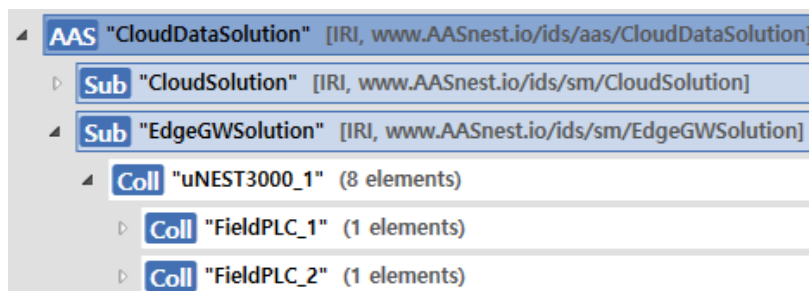 AAS "CloudDataSolution" [IRI, www.AASnest.io/ids/aas/CloudDataSolution]
Sub "CloudSolution" [IRI, www.AASnest.io/ids/sm/CloudSolution]
Sub "EdgeGWSolution" [IRI, www.AASnest.io/ids/sm/EdgeGWSolution]
Coll "uNEST3000_1" (8 elements)
Coll "FieldPLC_1" (1 elements)
Coll "FieldPLC_2" (1 elements)